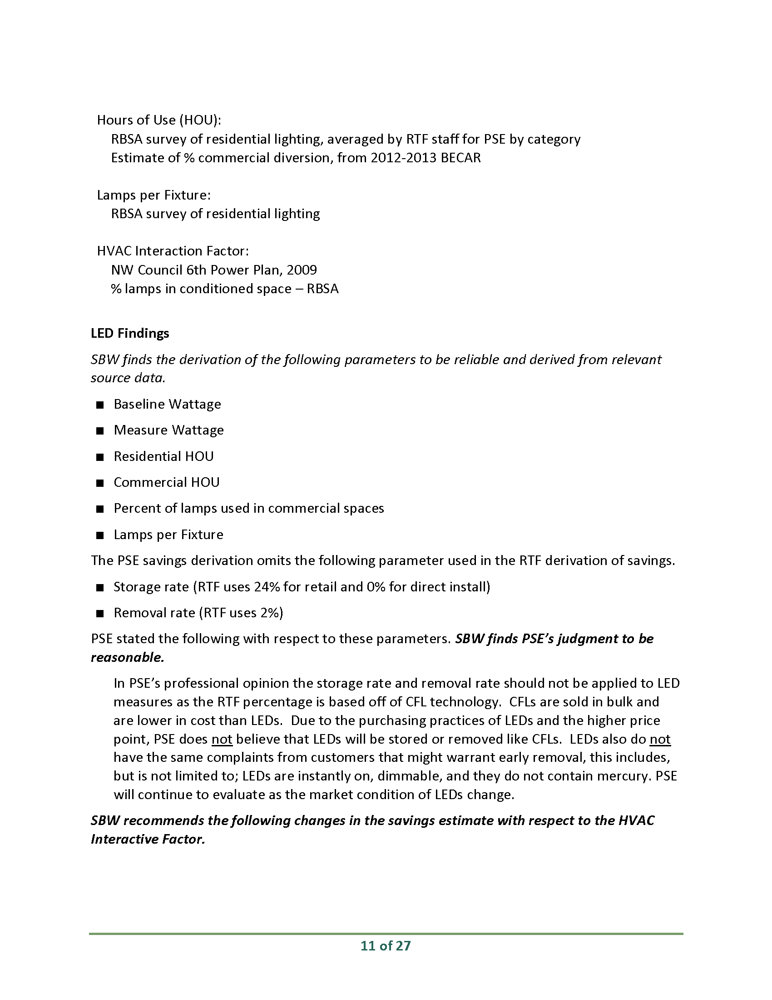 Hours of Use (HOU):
RBSA survey of residential lighting, averaged by RTF staff for PSE by category
Estimate of % commercial diversion, from 2012-2013 BECAR
Lamps per Fixture:
RBSA survey of residential lighting
HVAC Interaction Factor:
NW Council 6th Power Plan, 2009
% lamps in conditioned space – RBSA
LED Findings
SBW finds the derivation of the following parameters to be reliable and derived from relevant
source data.
■ Baseline Wattage
■ Measure Wattage
■ Residential HOU
■ Commercial HOU
■ Percent of lamps used in commercial spaces
■ Lamps per Fixture
The PSE savings derivation omits the following parameter used in the RTF derivation of savings.
■ Storage rate (RTF uses 24% for retail and 0% for direct install)
■ Removal rate (RTF uses 2%)
PSE stated the following with respect to these parameters. SBW finds PSE’s judgment to be
reasonable.
In PSE’s professional opinion the storage rate and removal rate should not be applied to LED
measures as the RTF percentage is based off of CFL technology.  CFLs are sold in bulk and
are lower in cost than LEDs.  Due to the purchasing practices of LEDs and the higher price
point, PSE does not believe that LEDs will be stored or removed like CFLs.  LEDs also do not
have the same complaints from customers that might warrant early removal, this includes,
but is not limited to; LEDs are instantly on, dimmable, and they do not contain mercury. PSE
will continue to evaluate as the market condition of LEDs change.
SBW recommends the following changes in the savings estimate with respect to the HVAC
Interactive Factor.
11 of 27